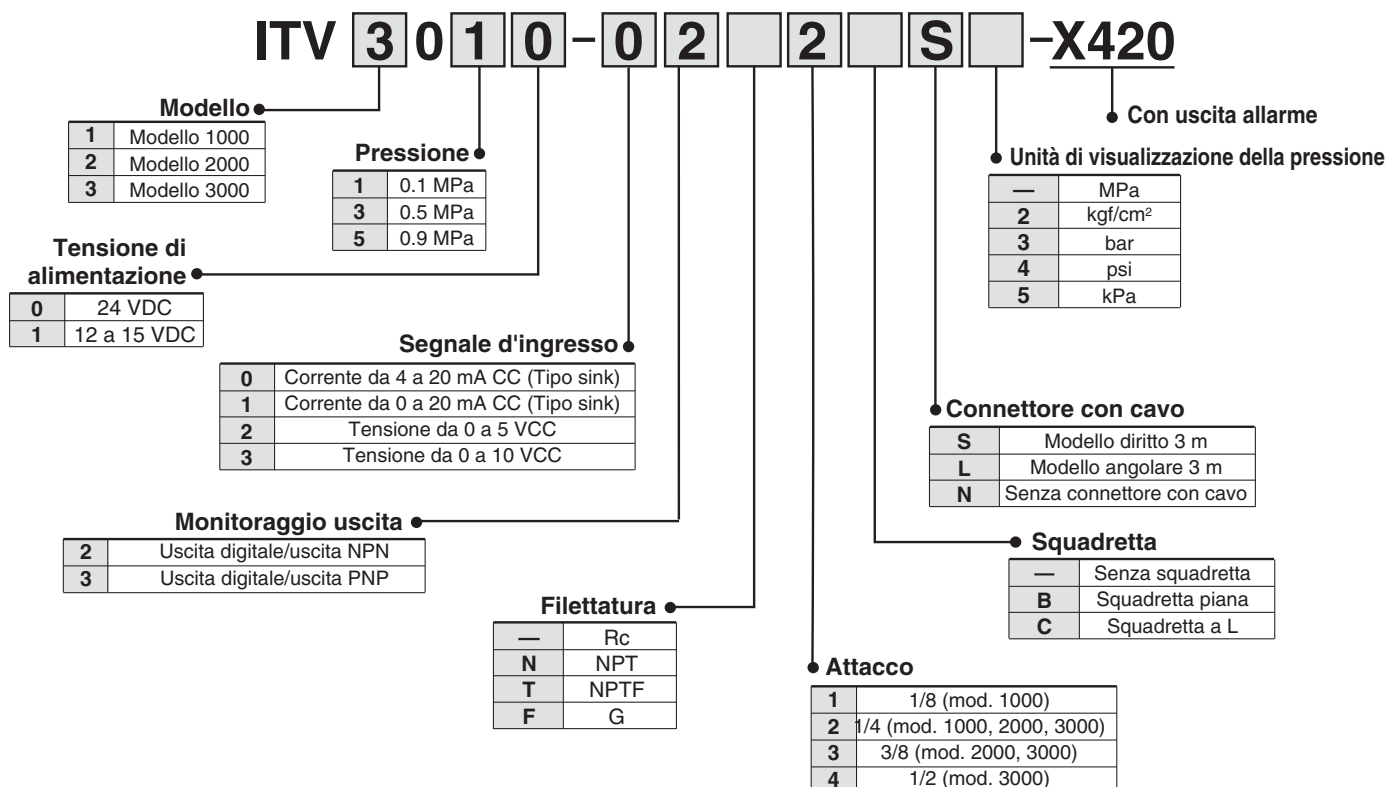 ITV 3 0 1 0 – 0 2 2 S –X420
Modello
1 Modello 1000
2 Modello 2000
3 Modello 3000
Pressione
1 0.1 MPa
3 0.5 MPa
5 0.9 MPa
Tensione di
alimentazione
0 24 VDC
1 12 a 15 VDC
Segnale d'ingresso
0 Corrente da 4 a 20 mA CC (Tipo sink)
1 Corrente da 0 a 20 mA CC (Tipo sink)
2 Tensione da 0 a 5 VCC
3 Tensione da 0 a 10 VCC
Monitoraggio uscita
2 Uscita digitale/uscita NPN
3 Uscita digitale/uscita PNP
Filettatura
— Rc
N NPT
T NPTF
F G
Con uscita allarme
Unità di visualizzazione della pressione
— MPa
2 kgf/cm²
3 bar
4 psi
5 kPa
Connettore con cavo
S Modello diritto 3 m
L Modello angolare 3 m
N Senza connettore con cavo
Squadretta
— Senza squadretta
B Squadretta piana
C Squadretta a L
Attacco
1 1/8 (mod. 1000)
2 1/4 (mod. 1000, 2000, 3000)
3 3/8 (mod. 2000, 3000)
4 1/2 (mod. 3000)